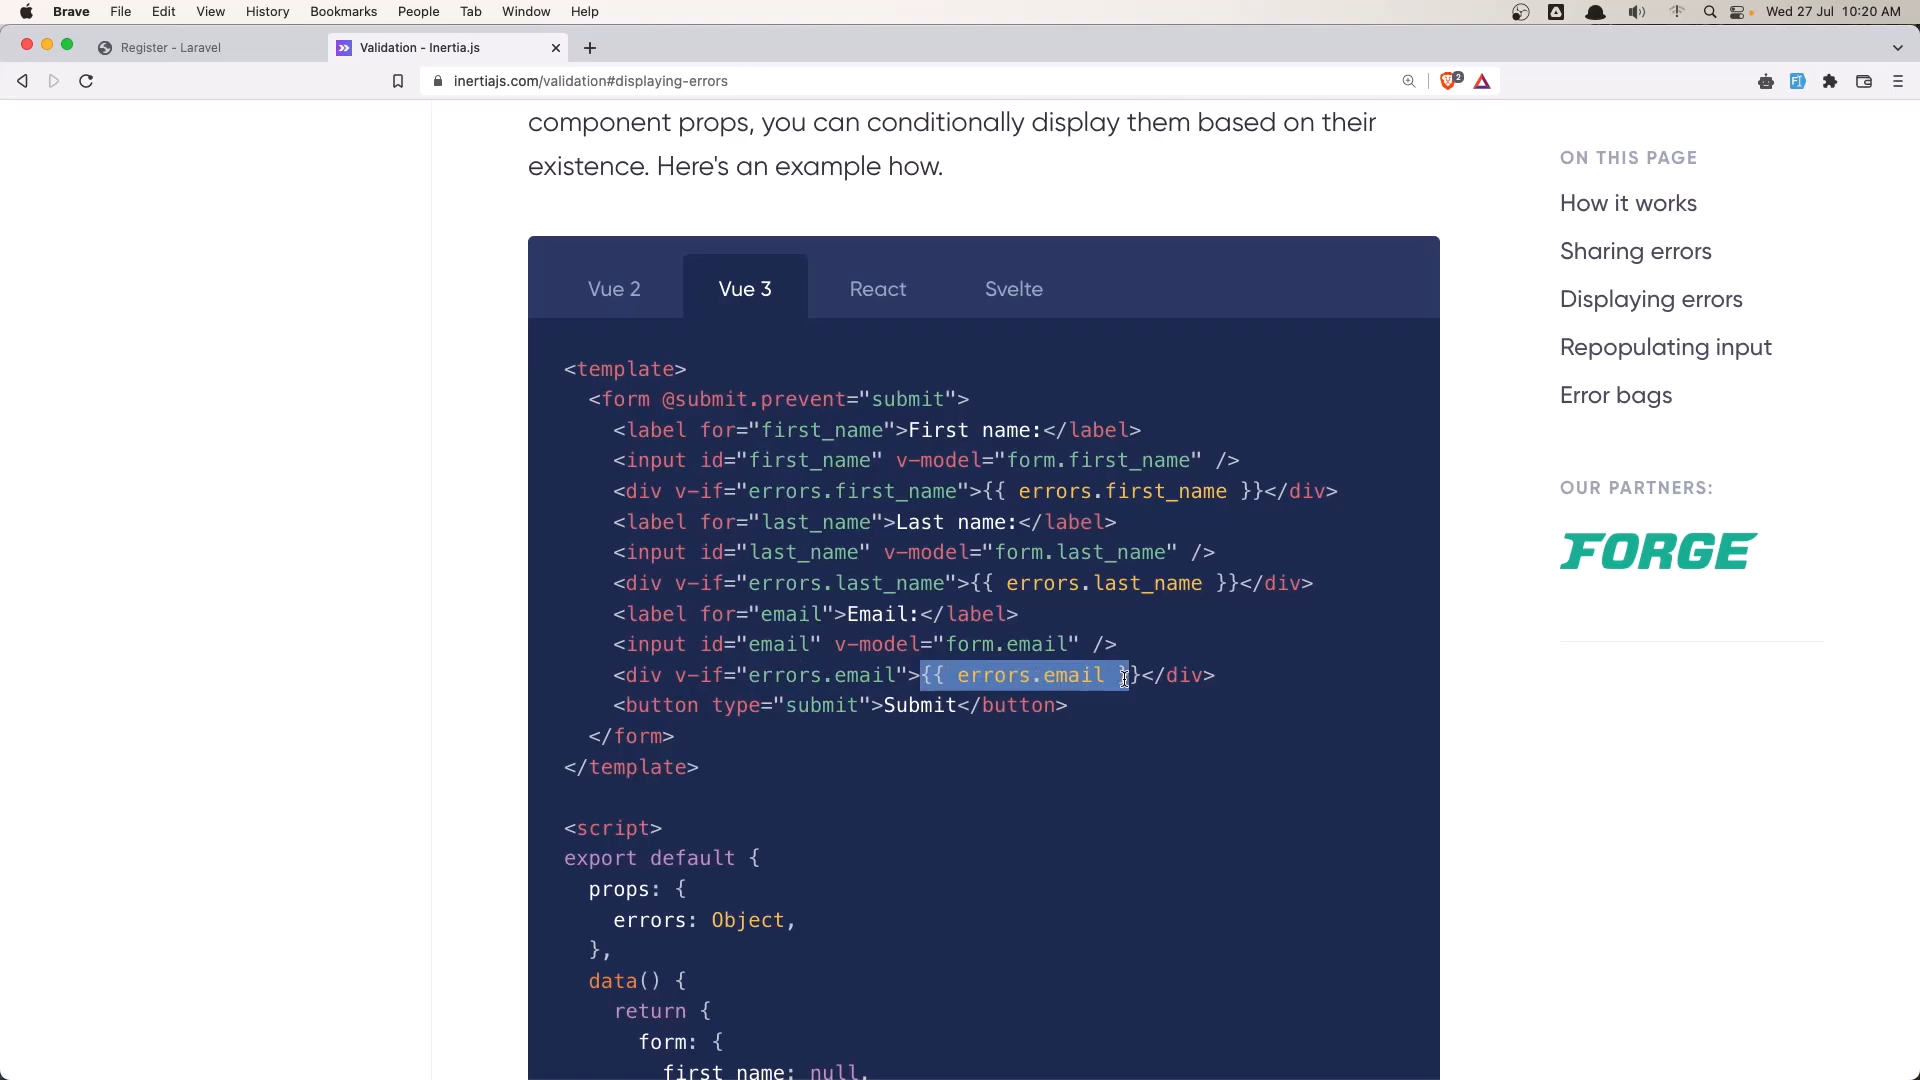 Brave File Edit View History Bookmarks People Tab Window Help Wed 27 Jul 10:20 AM
Register - Laravel Validation - Inertia.js
inertiajs.com/validation#displaying-errors 2
component props, you can conditionally display them based on their
existence. Here's an example how.
Vue 2 Vue 3 React Svelte
<template>
<form @submit.prevent="submit">
<label for="first_name">First name:</label>
<input id="first_name" v-model="form.first_name" />
<div v-if="errors.first_name">{{ errors.first_name }}</div>
<label for="last_name">Last name:</label>
<input id="last_name" v-model="form.last_name" />
<div v-if="errors.last_name">{{ errors.last_name }}</div>
<label for="email">Email:</label>
<input id="email" v-model="form.email" />
<div v-if="errors.email">{{ errors.email }}</div>
<button type="submit">Submit</button>
</form>
</template>
<script>
export default {
props: {
errors: Object,
},
data() {
return {
form: {
first_name: null,
ON THIS PAGE
How it works
Sharing errors
Displaying errors
Repopulating input
Error bags
OUR PARTNERS:
FORGE